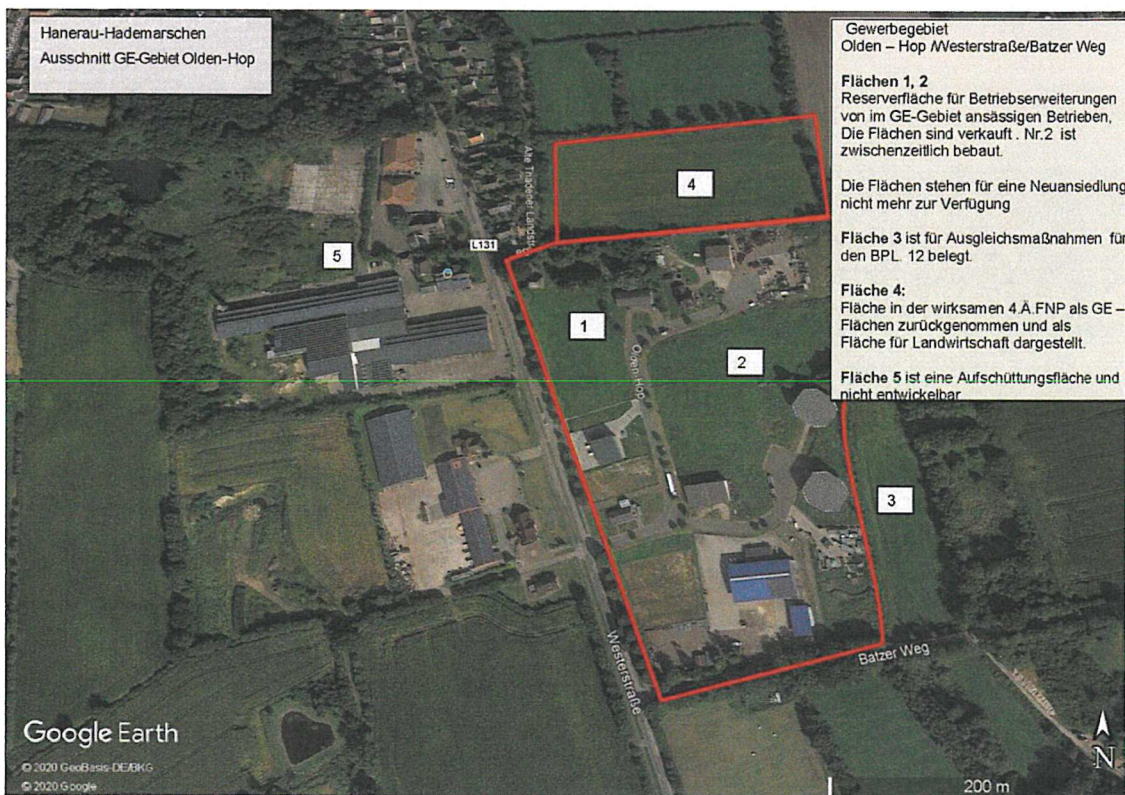 Hanerau-Hademarschen
Ausschnitt GE-Gebiet Olden-Hop
Gewerbegebiet
Olden – Hop /Westerstraße/Batzer Weg
Flächen 1, 2
Reserverfläche für Betriebserweiterungen
von im GE-Gebiet ansässigen Betrieben,
Die Flächen sind verkauft . Nr.2 ist
zwischenzeitlich bebaut.
Die Flächen stehen für eine Neuansiedlung
nicht mehr zur Verfügung
Fläche 3 ist für Ausgleichsmaßnahmen für
den BPL. 12 belegt.
Fläche 4:
Fläche in der wirksamen 4.Ä.FNP als GE –
Flächen zurückgenommen und als
Fläche für Landwirtschaft dargestellt.
Fläche 5 ist eine Aufschüttungsfläche und
nicht entwickelbar
4
L131
5
1
2
Olden Hop
3
Westerstraße
Batzer Weg
Google Earth
© 2020 GeoBasis-DE/BKG
© 2020 Google
N
200 m